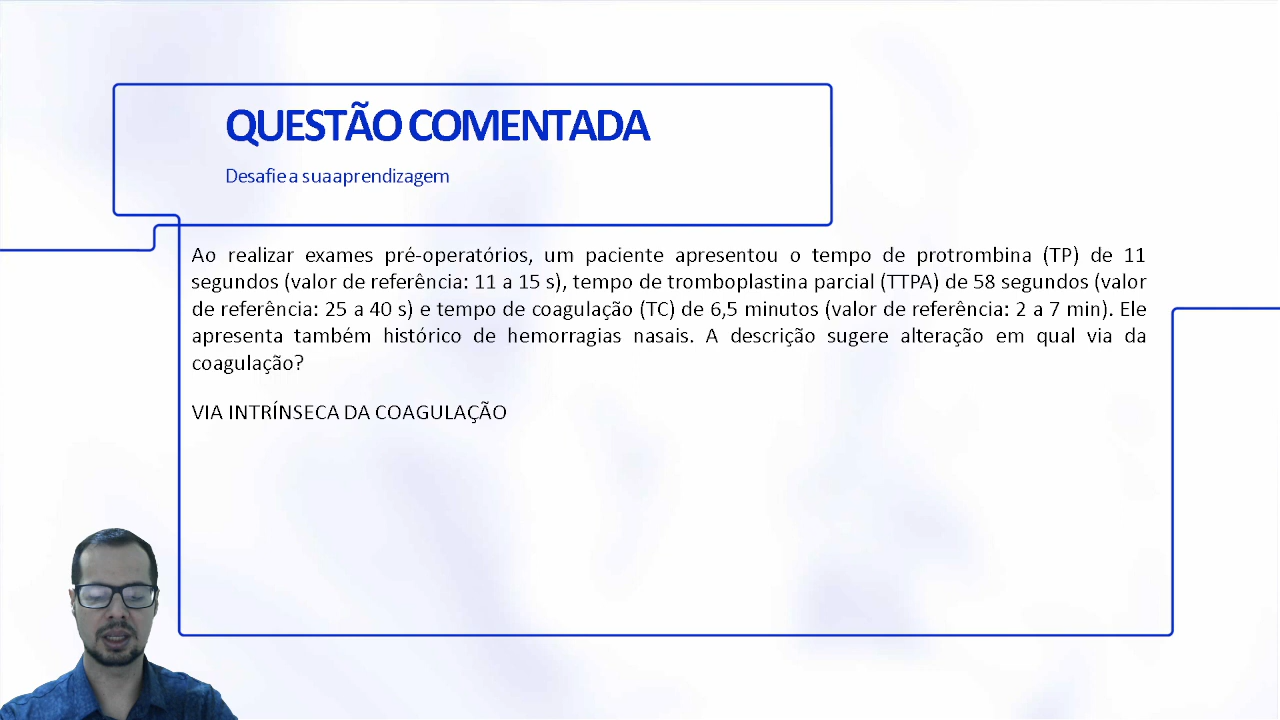 QUESTÃO COMENTADA
Desafie a sua aprendizagem
Ao realizar exames pré-operatórios, um paciente apresentou o tempo de protrombina (TP) de 11
segundos (valor de referência: 11 a 15 s), tempo de tromboplastina parcial (TTPA) de 58 segundos (valor
de referência: 25 a 40 s) e tempo de coagulação (TC) de 6,5 minutos (valor de referência: 2 a 7 min). Ele
apresenta também histórico de hemorragias nasais. A descrição sugere alteração em qual via da
coagulação?
VIA INTRÍNSECA DA COAGULAÇÃO